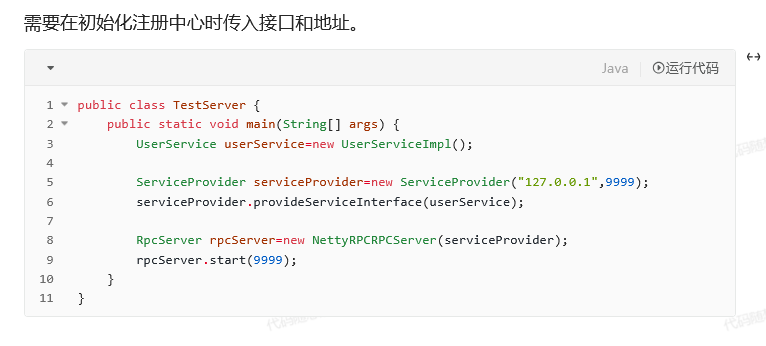 需要在初始化注册中心时传入接口和地址。
Java 运行代码
1 public class TestServer {
2     public static void main(String[] args) {
3         UserService userService=new UserServiceImpl();
4
5         ServiceProvider serviceProvider=new ServiceProvider("127.0.0.1",9999);
6         serviceProvider.provideServiceInterface(userService);
7
8         RpcServer rpcServer=new NettyRPCRPCServer(serviceProvider);
9         rpcServer.start(9999);
10     }
11 }